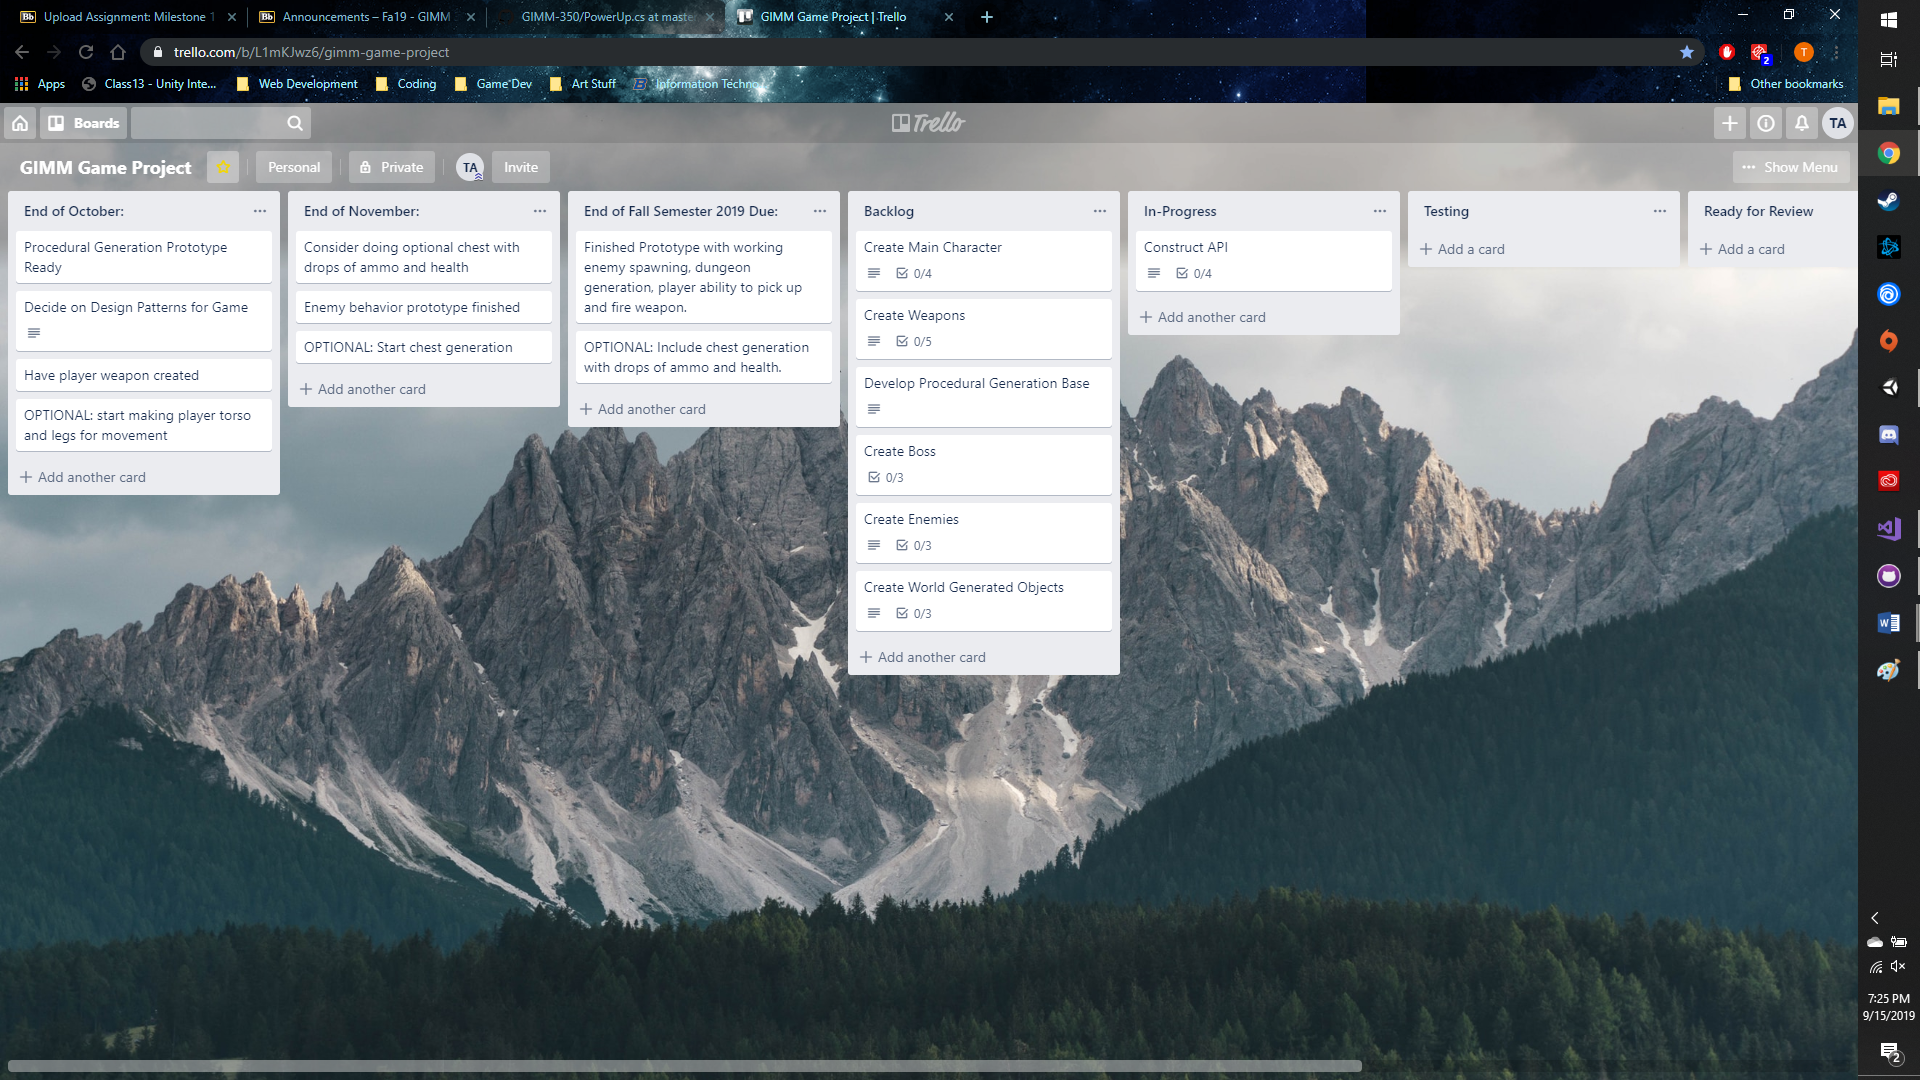 Upload Assignment: Milestone 1
Announcements – Fa19 - GIMM
GIMM-350/PowerUp.cs at maste
GIMM Game Project | Trello
trello.com/b/L1mKJwz6/gimm-game-project
T
2
Apps
Class13 - Unity Inte...
Web Development
Coding
Game Dev
Art Stuff
Information Techno
Other bookmarks
Boards
Trello
TA
GIMM Game Project
Personal
Private
TA
Invite
Show Menu
End of October:
Procedural Generation Prototype
Ready
Decide on Design Patterns for Game
Have player weapon created
OPTIONAL: start making player torso
and legs for movement
Add another card
End of November:
Consider doing optional chest with
drops of ammo and health
Enemy behavior prototype finished
OPTIONAL: Start chest generation
Add another card
End of Fall Semester 2019 Due:
Finished Prototype with working
enemy spawning, dungeon
generation, player ability to pick up
and fire weapon.
OPTIONAL: Include chest generation
with drops of ammo and health.
Add another card
Backlog
Create Main Character
0/4
Create Weapons
0/5
Develop Procedural Generation Base
Create Boss
0/3
Create Enemies
0/3
Create World Generated Objects
0/3
Add another card
In-Progress
Construct API
0/4
Add another card
Testing
Add a card
Ready for Review
Add a card
7:25 PM
9/15/2019
2